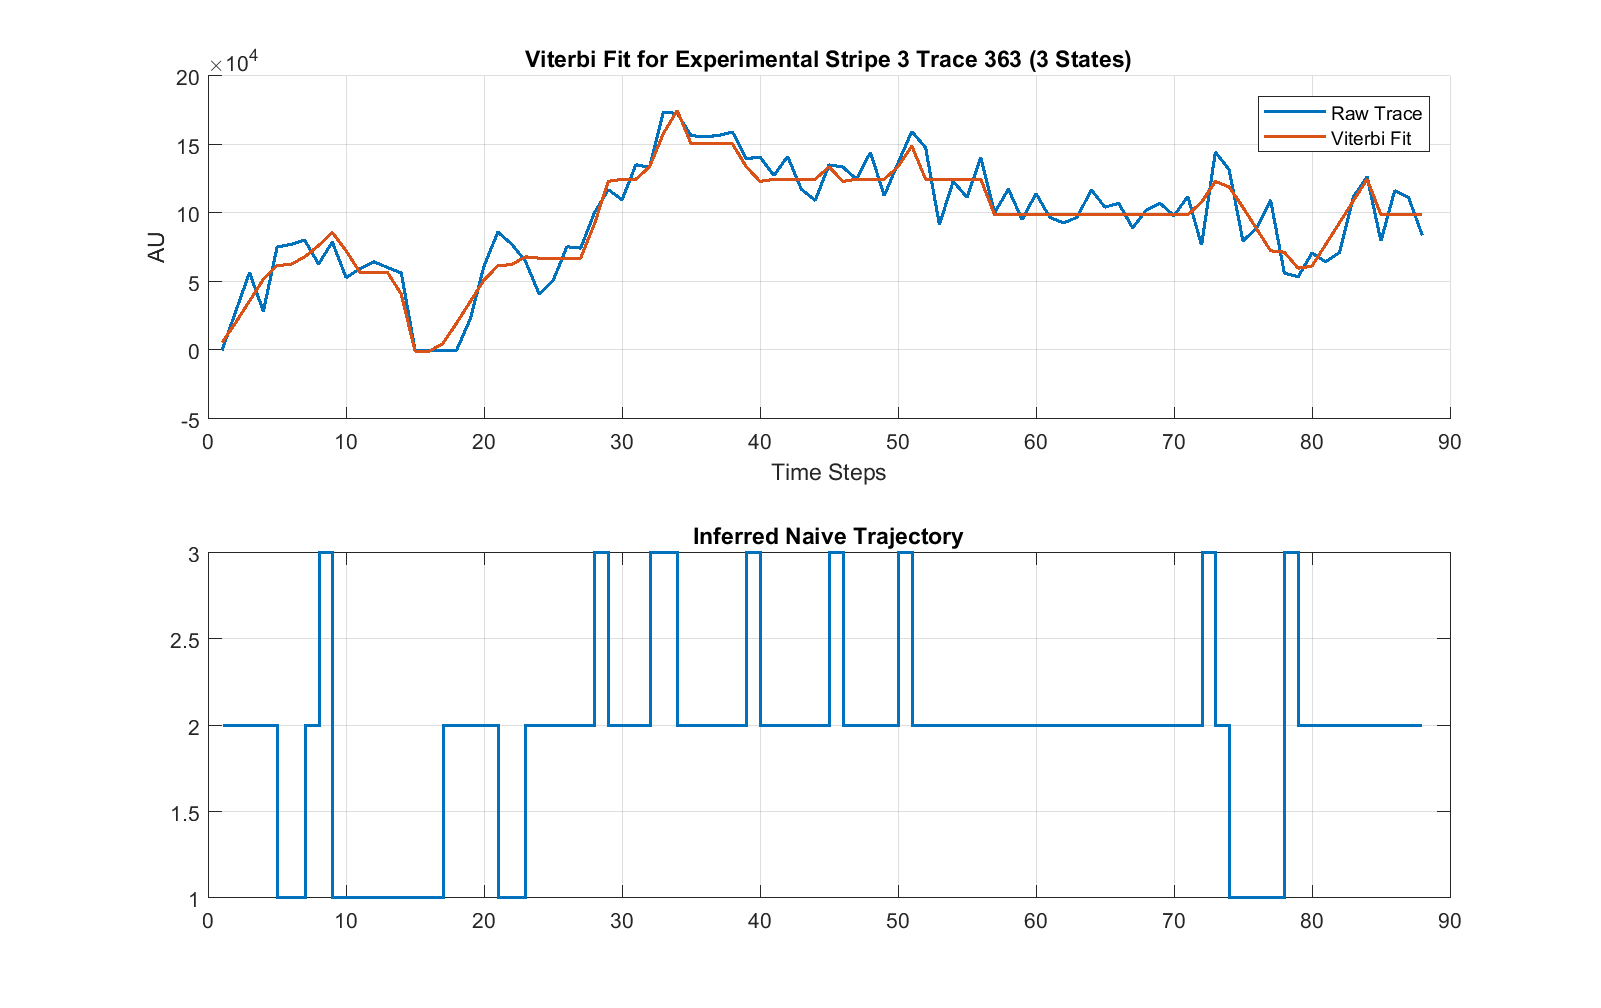 Viterbi Fit for Experimental Stripe 3 Trace 363 (3 States)
×10⁴
20
15
10
5
0
-5
AU
Raw Trace
Viterbi Fit
0 10 20 30 40 50 60 70 80 90
Time Steps
Inferred Naive Trajectory
3
2.5
2
1.5
1
0 10 20 30 40 50 60 70 80 90